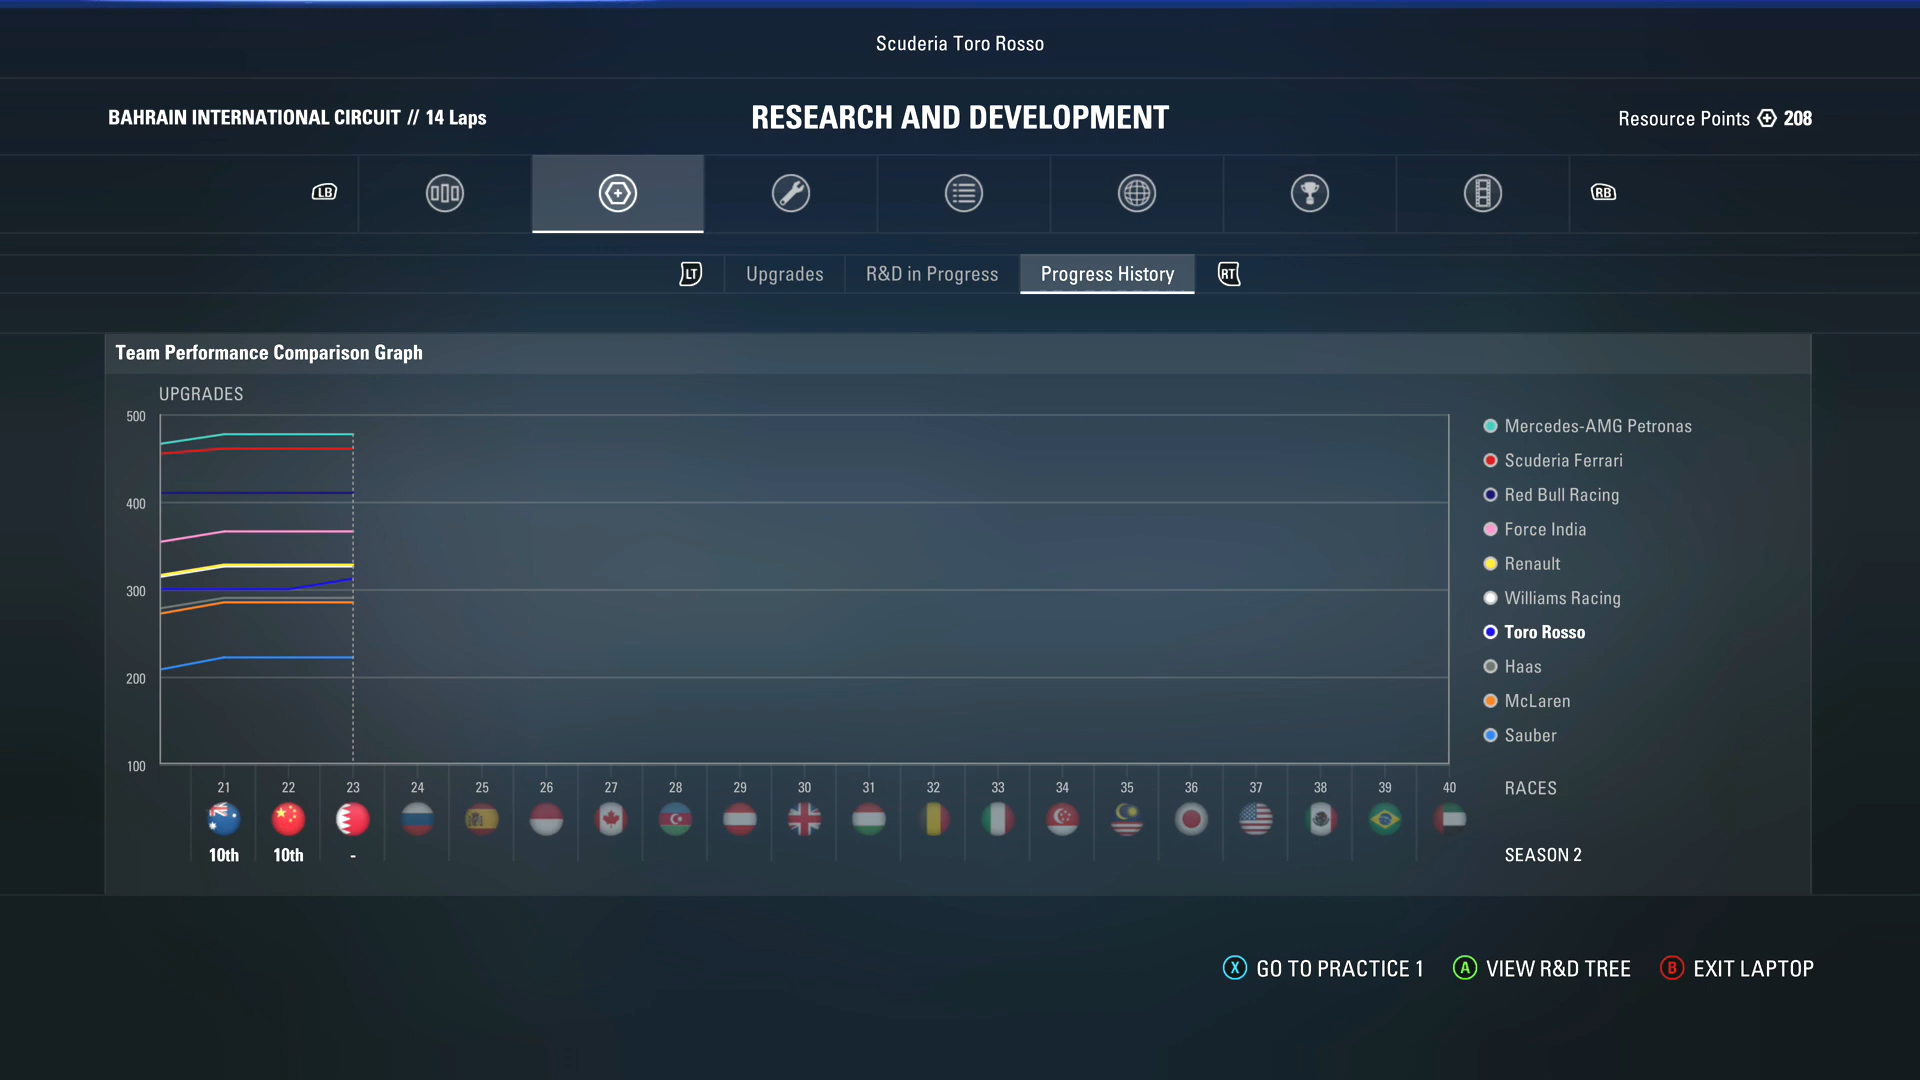 Scuderia Toro Rosso
BAHRAIN INTERNATIONAL CIRCUIT // 14 Laps
RESEARCH AND DEVELOPMENT
Resource Points 208
LB
RB
LT
Upgrades
R&D in Progress
Progress History
RT
Team Performance Comparison Graph
UPGRADES
500
400
300
200
100
Mercedes-AMG Petronas
Scuderia Ferrari
Red Bull Racing
Force India
Renault
Williams Racing
Toro Rosso
Haas
McLaren
Sauber
21 22 23 24 25 26 27 28 29 30 31 32 33 34 35 36 37 38 39 40
RACES
10th 10th -
SEASON 2
X GO TO PRACTICE 1
A VIEW R&D TREE
B EXIT LAPTOP